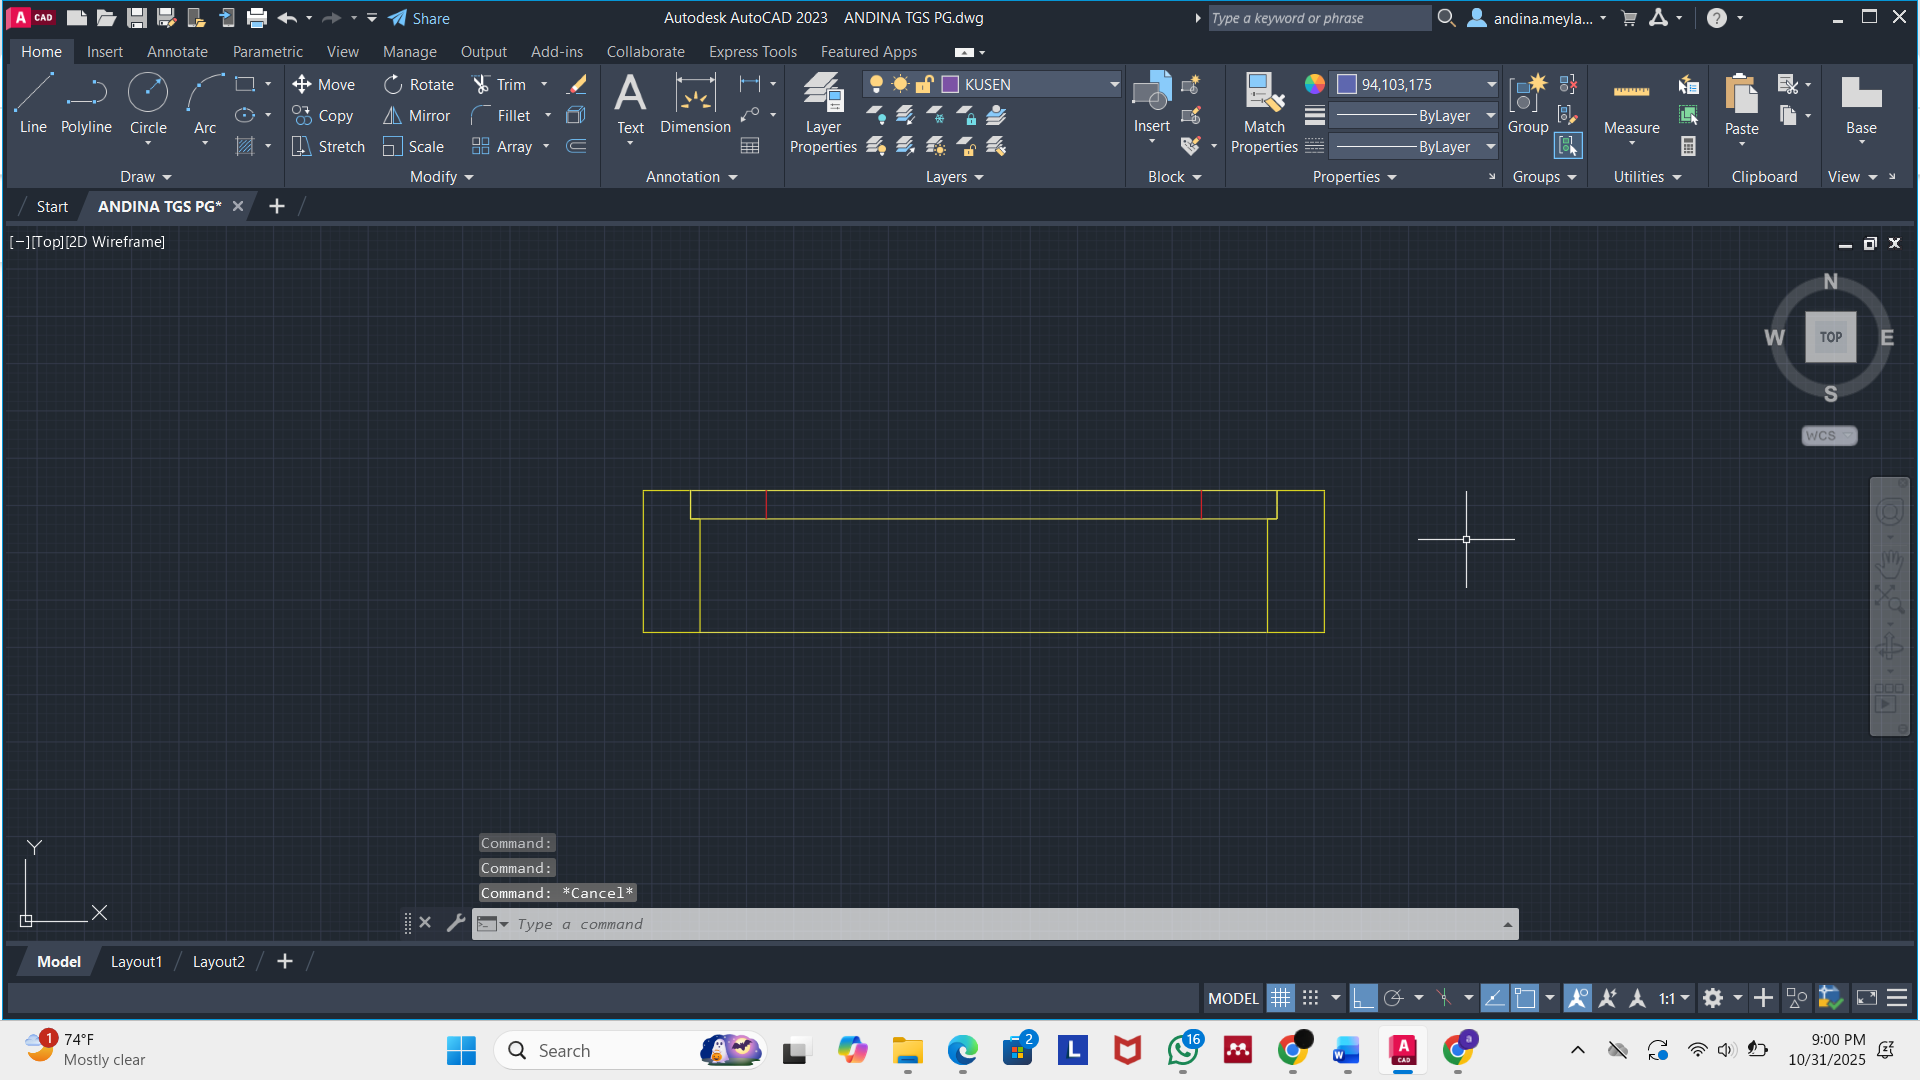 A CAD
Share
Autodesk AutoCAD 2023 ANDINA TGS PG.dwg
Type a keyword or phrase
andina.meyla...
Home Insert Annotate Parametric View Manage Output Add-ins Collaborate Express Tools Featured Apps
Line
Polyline
Circle
Arc
Draw
Move
Rotate
Trim
Copy
Mirror
Fillet
Stretch
Scale
Array
Modify
Text
Dimension
Annotation
Layer
Properties
KUSEN
Layers
Insert
Block
Match
Properties
94,103,175
ByLayer
ByLayer
Properties
Group
Groups
Measure
Utilities
Paste
Clipboard
Base
View
Start
ANDINA TGS PG*
[−][Top][2D Wireframe]
N
W
TOP
E
S
WCS
Y
X
Command:
Command:
Command: *Cancel*
Type a command
Model
Layout1
Layout2
MODEL
1:1
1
74°F
Mostly clear
Search
2
L
16
W
A
CAD
a
9:00 PM
10/31/2025